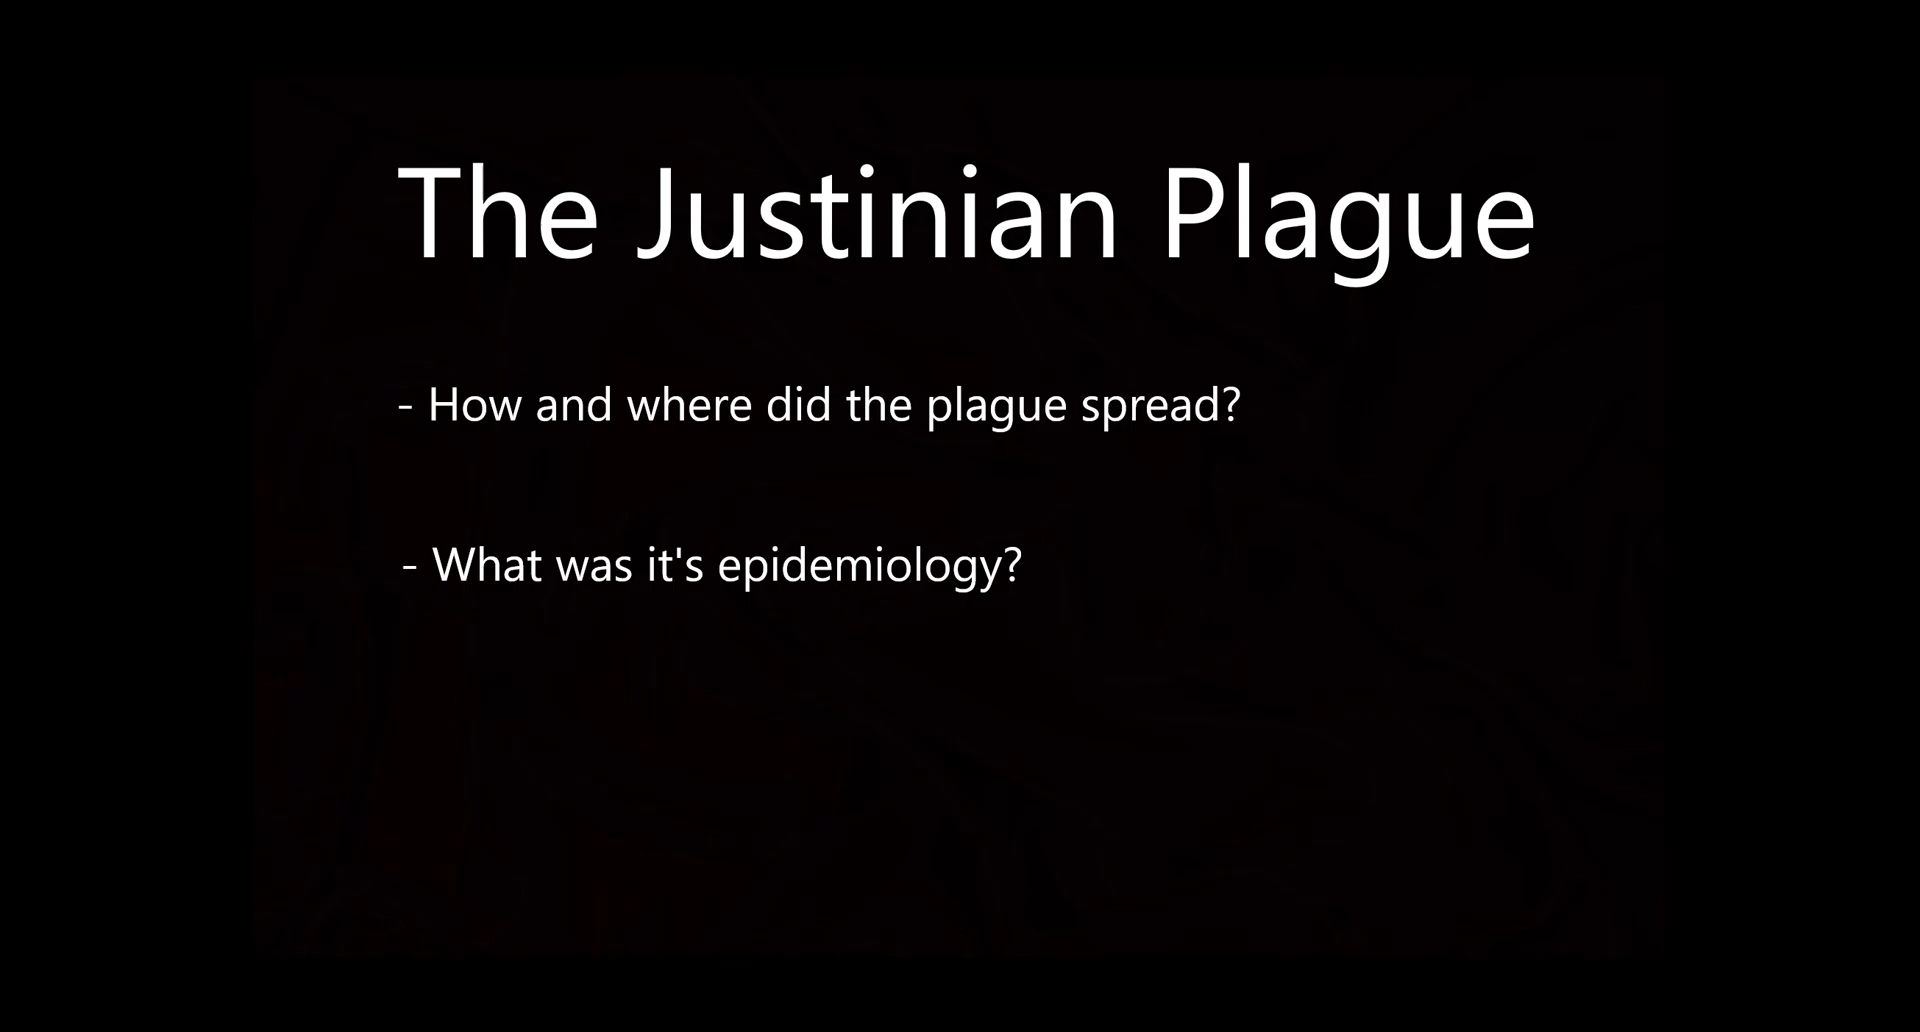 The Justinian Plague
- How and where did the plague spread?
- What was it's epidemiology?